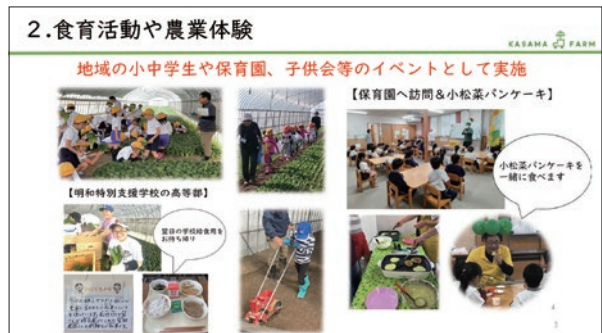 2.食育活動や農業体験
KASAMA FARM
地域の小中学生や保育園、子供会等のイベントとして実施
【保育園へ訪問&小松菜パンケーキ】
小松菜パンケーキを
一緒に食べます
【明和特別支援学校の高等部】
翌日の学校給食用を
お持ち帰り